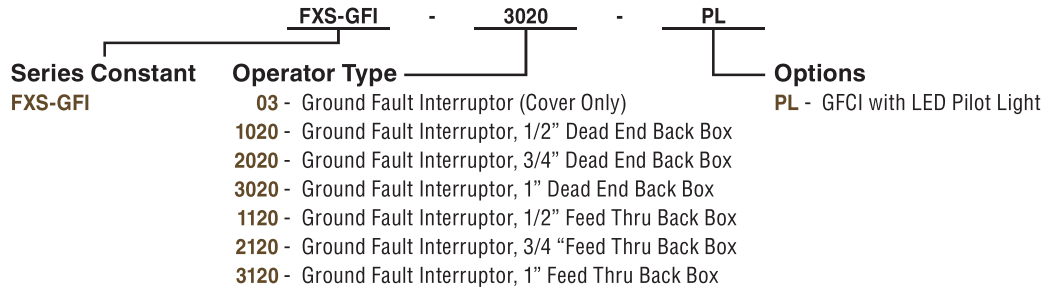 FXS-GFI - 3020 - PL
Series Constant Operator Type Options
FXS-GFI 03 - Ground Fault Interruptor (Cover Only) PL - GFCI with LED Pilot Light
1020 - Ground Fault Interruptor, 1/2” Dead End Back Box
2020 - Ground Fault Interruptor, 3/4” Dead End Back Box
3020 - Ground Fault Interruptor, 1” Dead End Back Box
1120 - Ground Fault Interruptor, 1/2” Feed Thru Back Box
2120 - Ground Fault Interruptor, 3/4 “Feed Thru Back Box
3120 - Ground Fault Interruptor, 1” Feed Thru Back Box